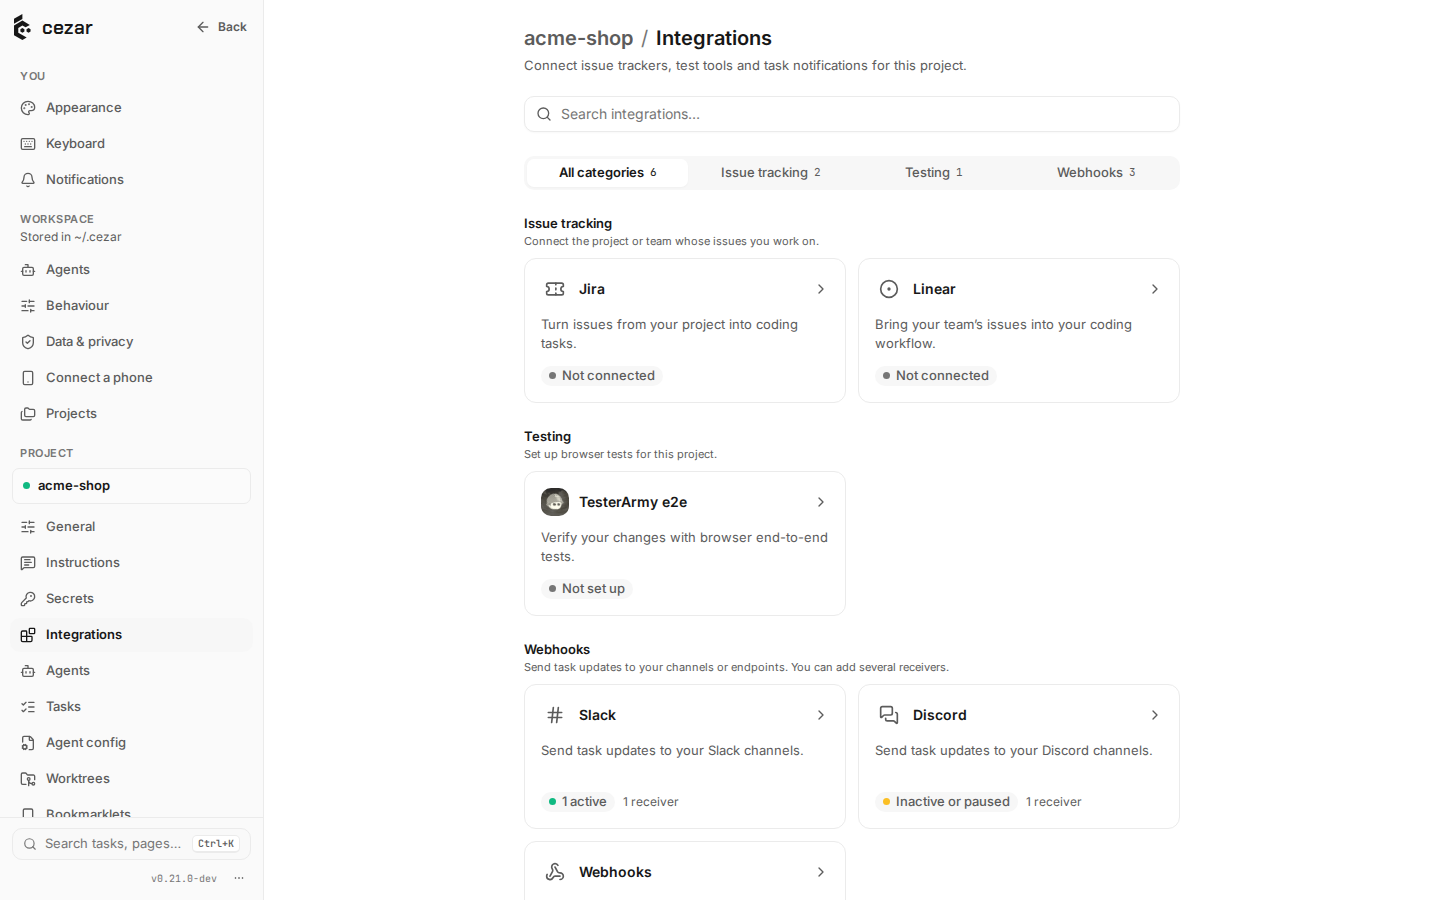 cezar
Back
YOU
Appearance
Keyboard
Notifications
WORKSPACE
Stored in ~/.cezar
Agents
Behaviour
Data & privacy
Connect a phone
Projects
PROJECT
acme-shop
General
Instructions
Secrets
Integrations
Agents
Tasks
Agent config
Worktrees
Bookmarklets
Search tasks, pages... Ctrl+K
v0.21.0-dev ...
acme-shop / Integrations
Connect issue trackers, test tools and task notifications for this project.
Search integrations...
All categories 6 Issue tracking 2 Testing 1 Webhooks 3
Issue tracking
Connect the project or team whose issues you work on.
Jira
Turn issues from your project into coding
tasks.
Not connected
Linear
Bring your team’s issues into your coding
workflow.
Not connected
Testing
Set up browser tests for this project.
TesterArmy e2e
Verify your changes with browser end-to-end
tests.
Not set up
Webhooks
Send task updates to your channels or endpoints. You can add several receivers.
Slack
Send task updates to your Slack channels.
1 active 1 receiver
Discord
Send task updates to your Discord channels.
Inactive or paused 1 receiver
Webhooks